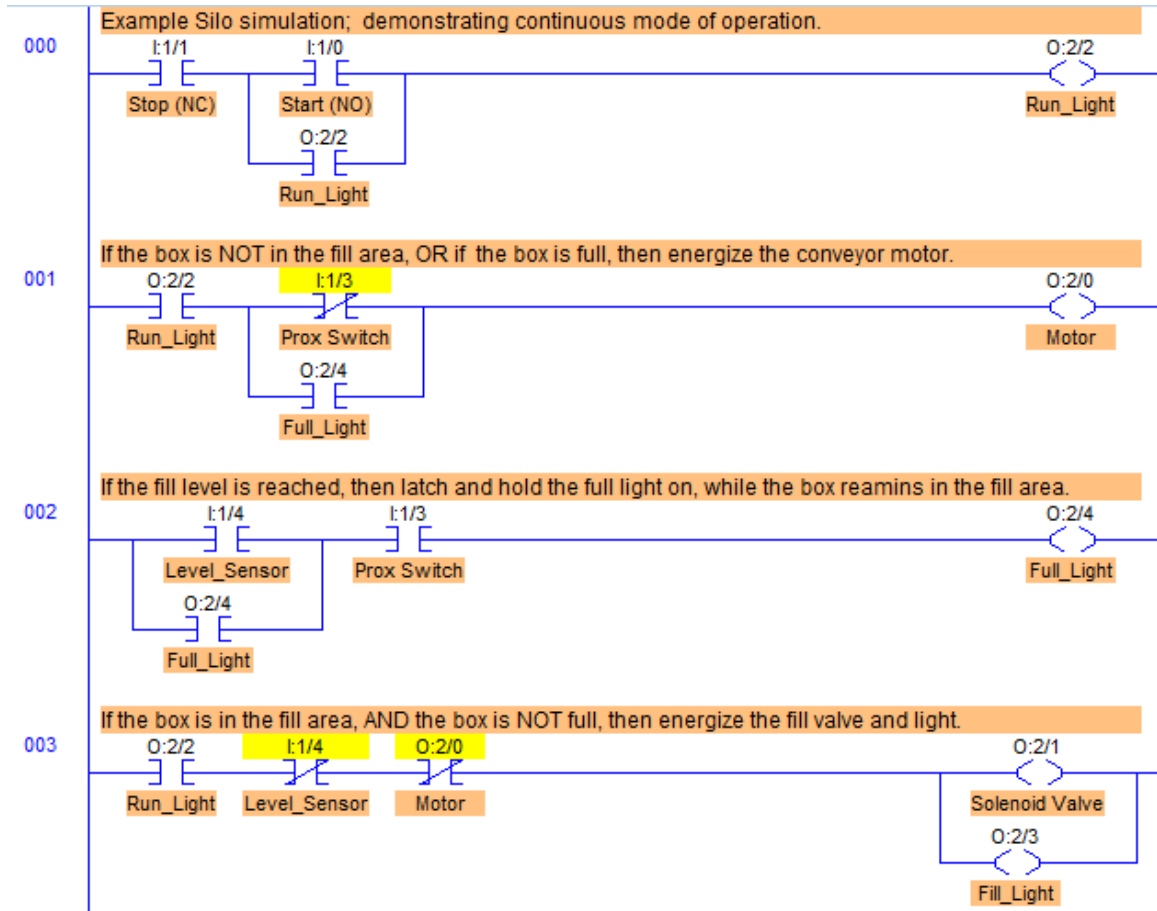 Example Silo simulation;  demonstrating continuous mode of operation.
000
I:1/1 I:1/0 O:2/2
Stop (NC) Start (NO) Run_Light
O:2/2
Run_Light
If the box is NOT in the fill area, OR if  the box is full, then energize the conveyor motor.
001
O:2/2 I:1/3 O:2/0
Run_Light Prox Switch Motor
O:2/4
Full_Light
If the fill level is reached, then latch and hold the full light on, while the box reamins in the fill area.
002
I:1/4 I:1/3 O:2/4
Level_Sensor Prox Switch Full_Light
O:2/4
Full_Light
If the box is in the fill area, AND the box is NOT full, then energize the fill valve and light.
003
O:2/2 I:1/4 O:2/0 O:2/1
Run_Light Level_Sensor Motor Solenoid Valve
O:2/3
Fill_Light